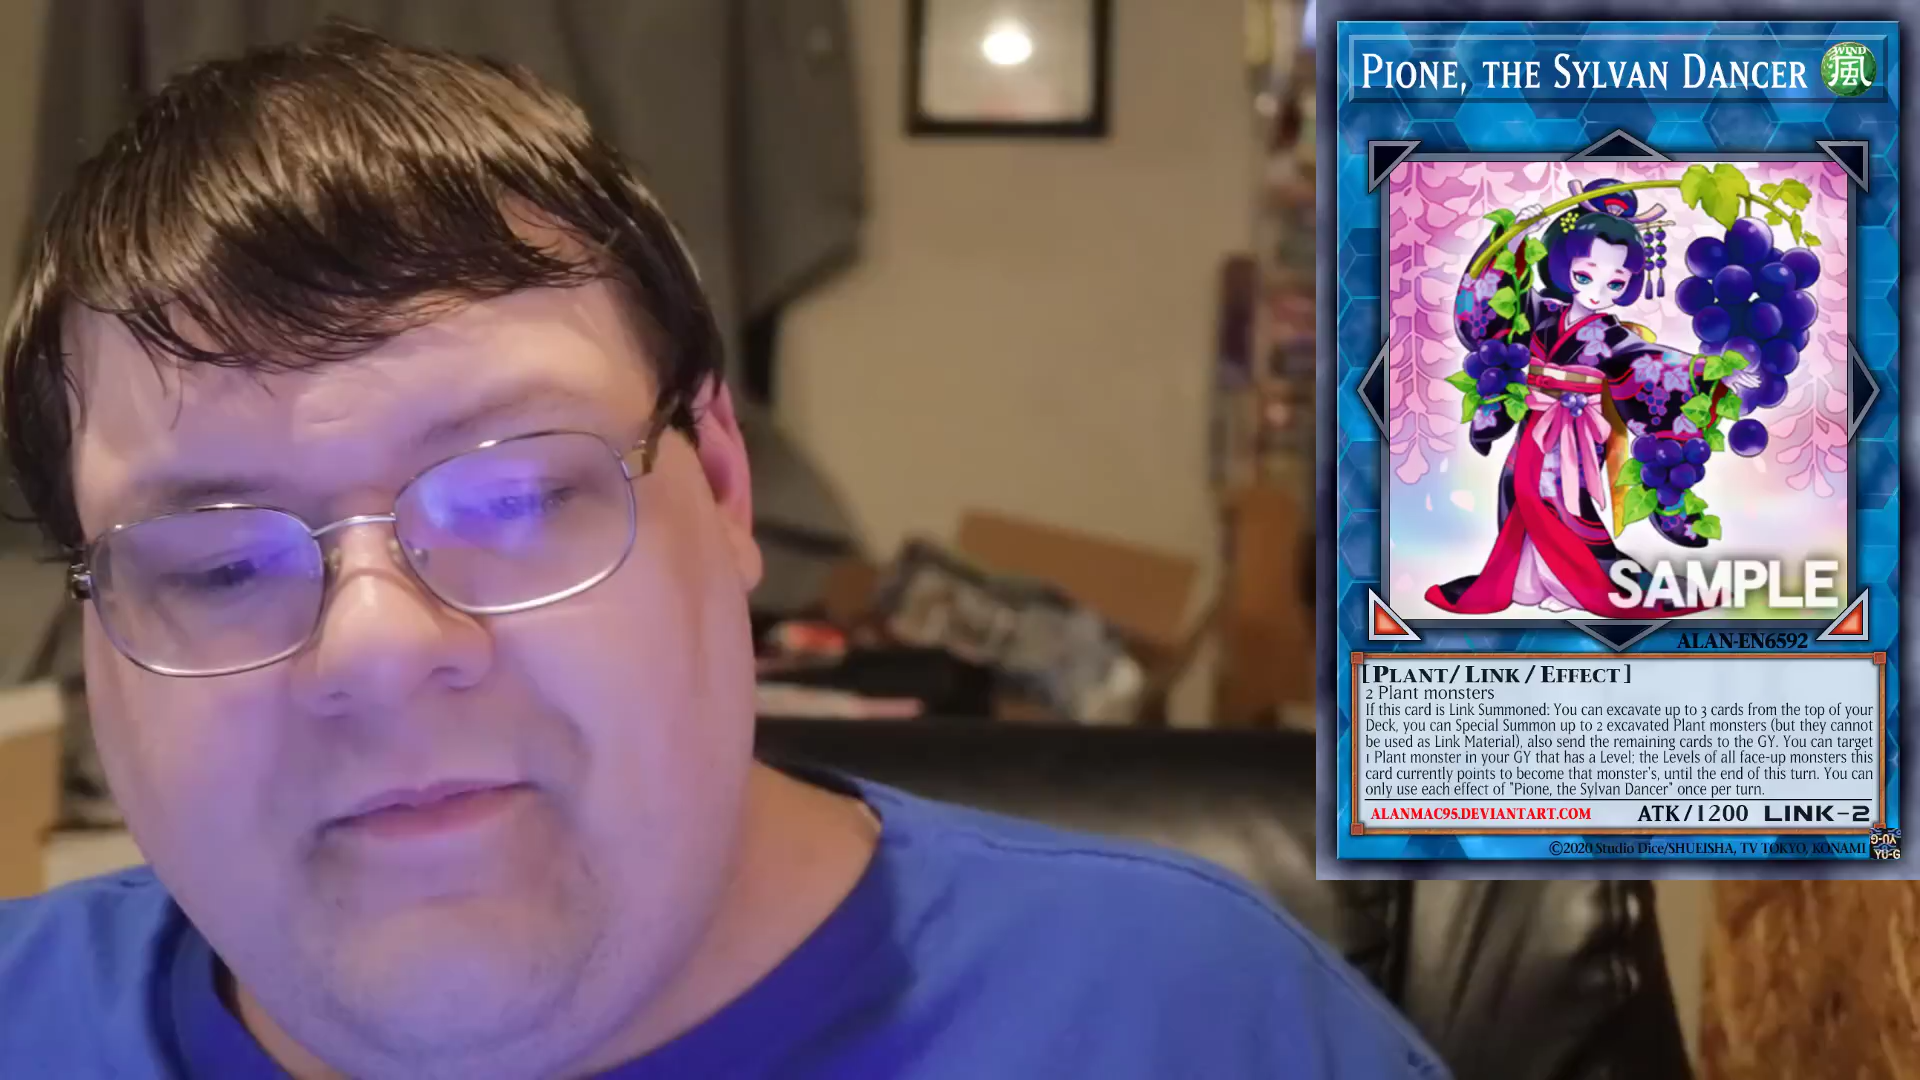 PIONE, THE SYLVAN DANCER
WIND
風
SAMPLE
ALAN-EN6592
[PLANT/ LINK / EFFECT]
2 Plant monsters
If this card is Link Summoned: You can excavate up to 3 cards from the top of your
Deck, you can Special Summon up to 2 excavated Plant monsters (but they cannot
be used as Link Material), also send the remaining cards to the GY. You can target
1 Plant monster in your GY that has a Level; the Levels of all face-up monsters this
card currently points to become that monster's, until the end of this turn. You can
only use each effect of "Pione, the Sylvan Dancer" once per turn.
ALANMAC95.DEVIANTART.COM
ATK/1200 LINK-2
©2020 Studio Dice/SHUEISHA, TV TOKYO, KONAMI